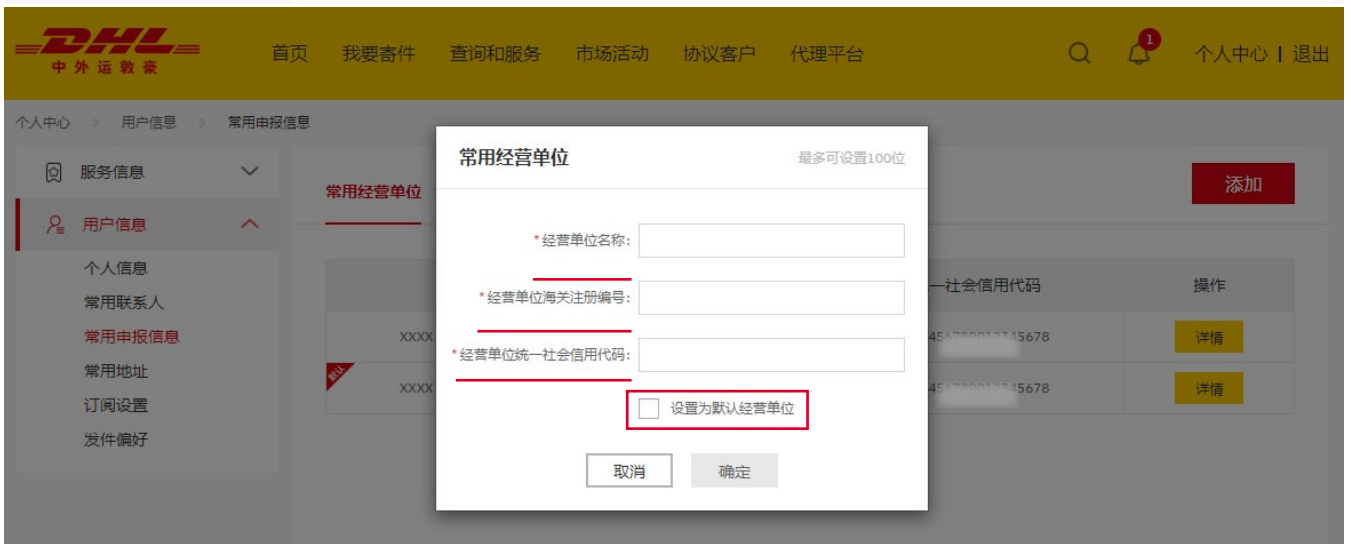 DHL
中外运敦豪
首页 我要寄件 查询和服务 市场活动 协议客户 代理平台 1 个人中心 | 退出
个人中心 > 用户信息 > 常用申报信息
服务信息
用户信息
个人信息
常用联系人
常用申报信息
常用地址
订阅设置
发件偏好
常用经营单位
添加
一社会信用代码 操作
XXXX 5678 详情
默认 XXXX 5678 详情
常用经营单位 最多可设置100位
*经营单位名称:
*经营单位海关注册编号:
*经营单位统一社会信用代码:
设置为默认经营单位
取消 确定